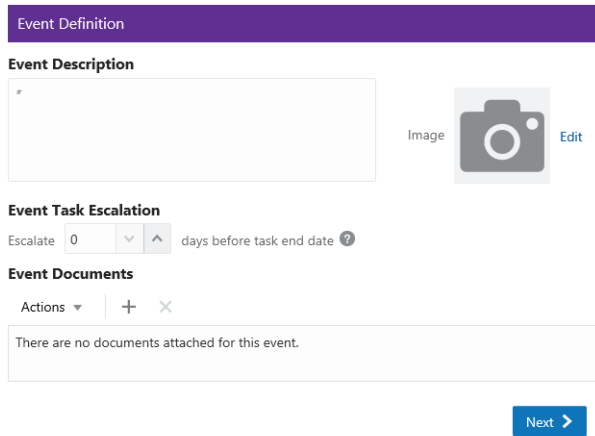 Event Definition
Event Description
*
Image
Edit
Event Task Escalation
Escalate 0 days before task end date ?
Event Documents
Actions
There are no documents attached for this event.
Next